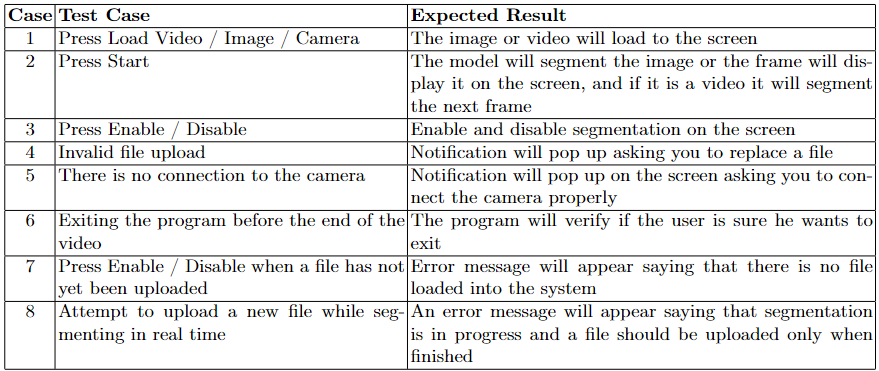 Case Test Case Expected Result
1 Press Load Video / Image / Camera The image or video will load to the screen
2 Press Start The model will segment the image or the frame will dis-
play it on the screen, and if it is a video it will segment
the next frame
3 Press Enable / Disable Enable and disable segmentation on the screen
4 Invalid file upload Notification will pop up asking you to replace a file
5 There is no connection to the camera Notification will pop up on the screen asking you to con-
nect the camera properly
6 Exiting the program before the end of the The program will verify if the user is sure he wants to
video exit
7 Press Enable / Disable when a file has not Error message will appear saying that there is no file
yet been uploaded loaded into the system
8 Attempt to upload a new file while seg- An error message will appear saying that segmentation
menting in real time is in progress and a file should be uploaded only when
finished